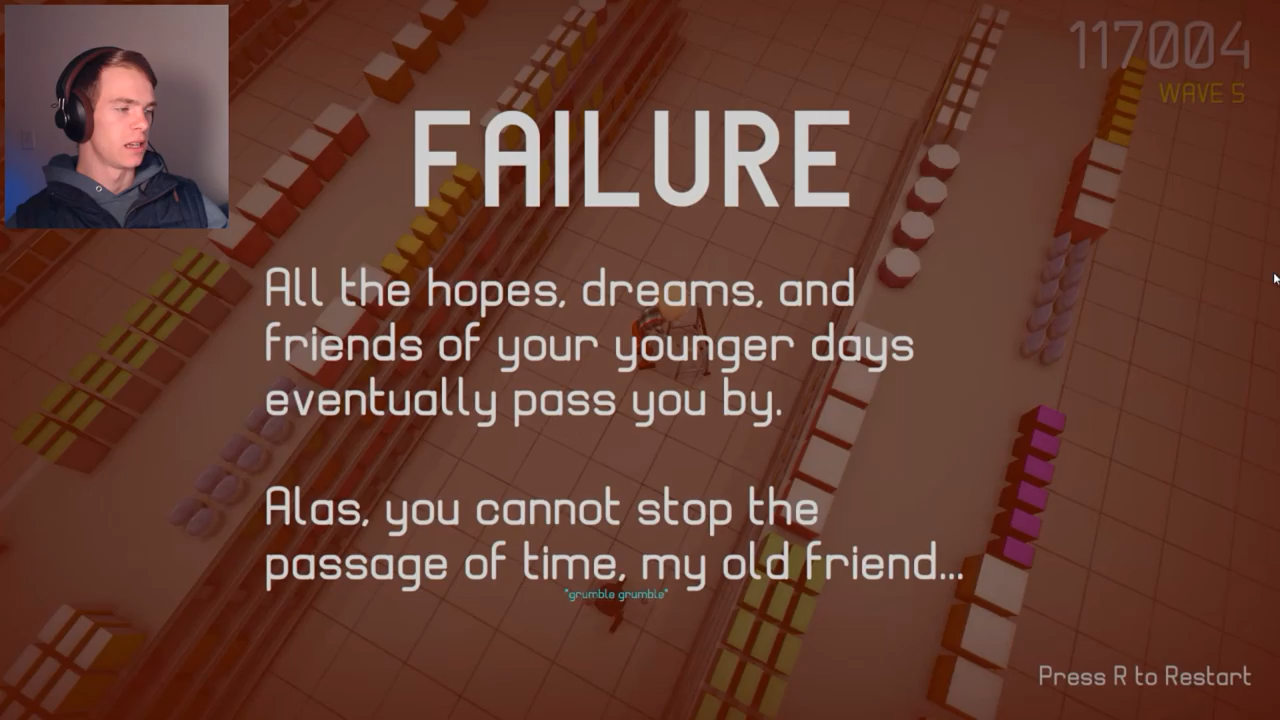 117004
WAVE 5
FAILURE
All the hopes, dreams, and
friends of your younger days
eventually pass you by.
Alas, you cannot stop the
passage of time, my old friend...
"grumble grumble"
Press R to Restart